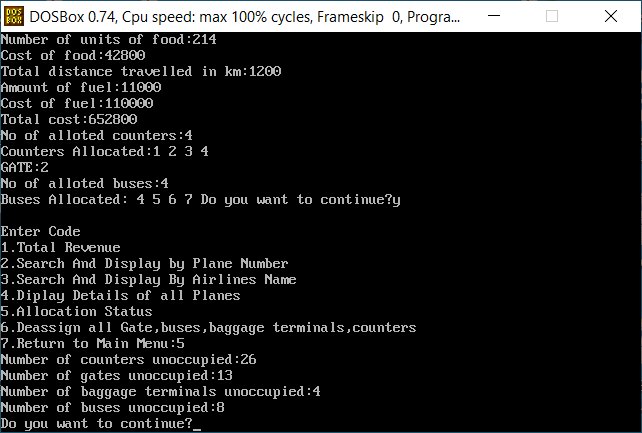 DOS
BOX
DOSBox 0.74, Cpu speed: max 100% cycles, Frameskip 0, Progra...
Number of units of food:214
Cost of food:42800
Total distance travelled in km:1200
Amount of fuel:11000
Cost of fuel:110000
Total cost:652800
No of alloted counters:4
Counters Allocated:1 2 3 4
GATE:2
No of alloted buses:4
Buses Allocated: 4 5 6 7 Do you want to continue?y
Enter Code
1.Total Revenue
2.Search And Display by Plane Number
3.Search And Display By Airlines Name
4.Diplay Details of all Planes
5.Allocation Status
6.Deassign all Gate,buses,baggage terminals,counters
7.Return to Main Menu:5
Number of counters unoccupied:26
Number of gates unoccupied:13
Number of baggage terminals unoccupied:4
Number of buses unoccupied:8
Do you want to continue?_